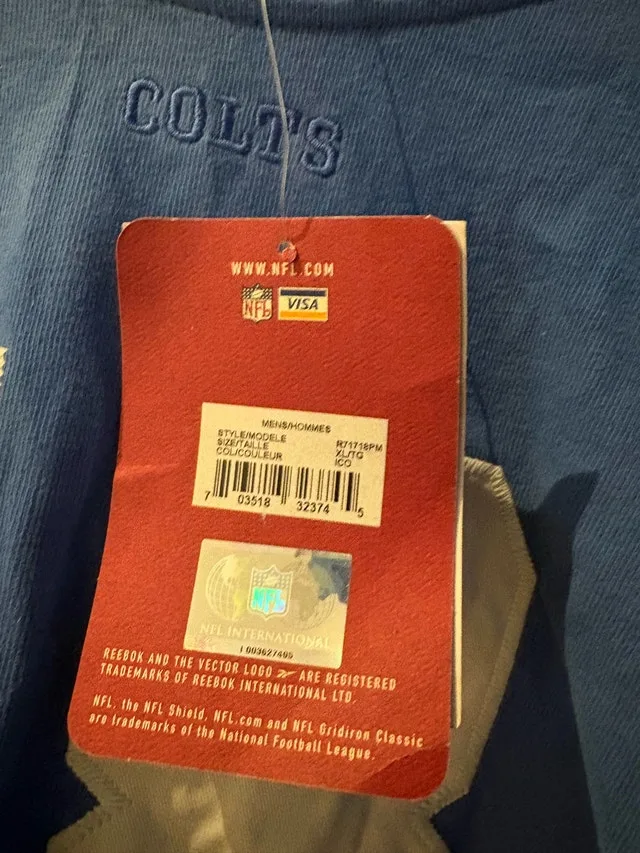 COLTS
WWW.NFL.COM
NFL VISA
MENS/HOMMES
STYLE/MODELE R71718PM
SIZE/TAILLE XL/TG
COL/COULEUR ICO
7 03518 32374 5
NFL
NFL INTERNATIONAL
I 003627495
REEBOK AND THE VECTOR LOGO ARE REGISTERED
TRADEMARKS OF REEBOK INTERNATIONAL LTD.
NFL, the NFL Shield, NFL.com and NFL Gridiron Classic
are trademarks of the National Football League.